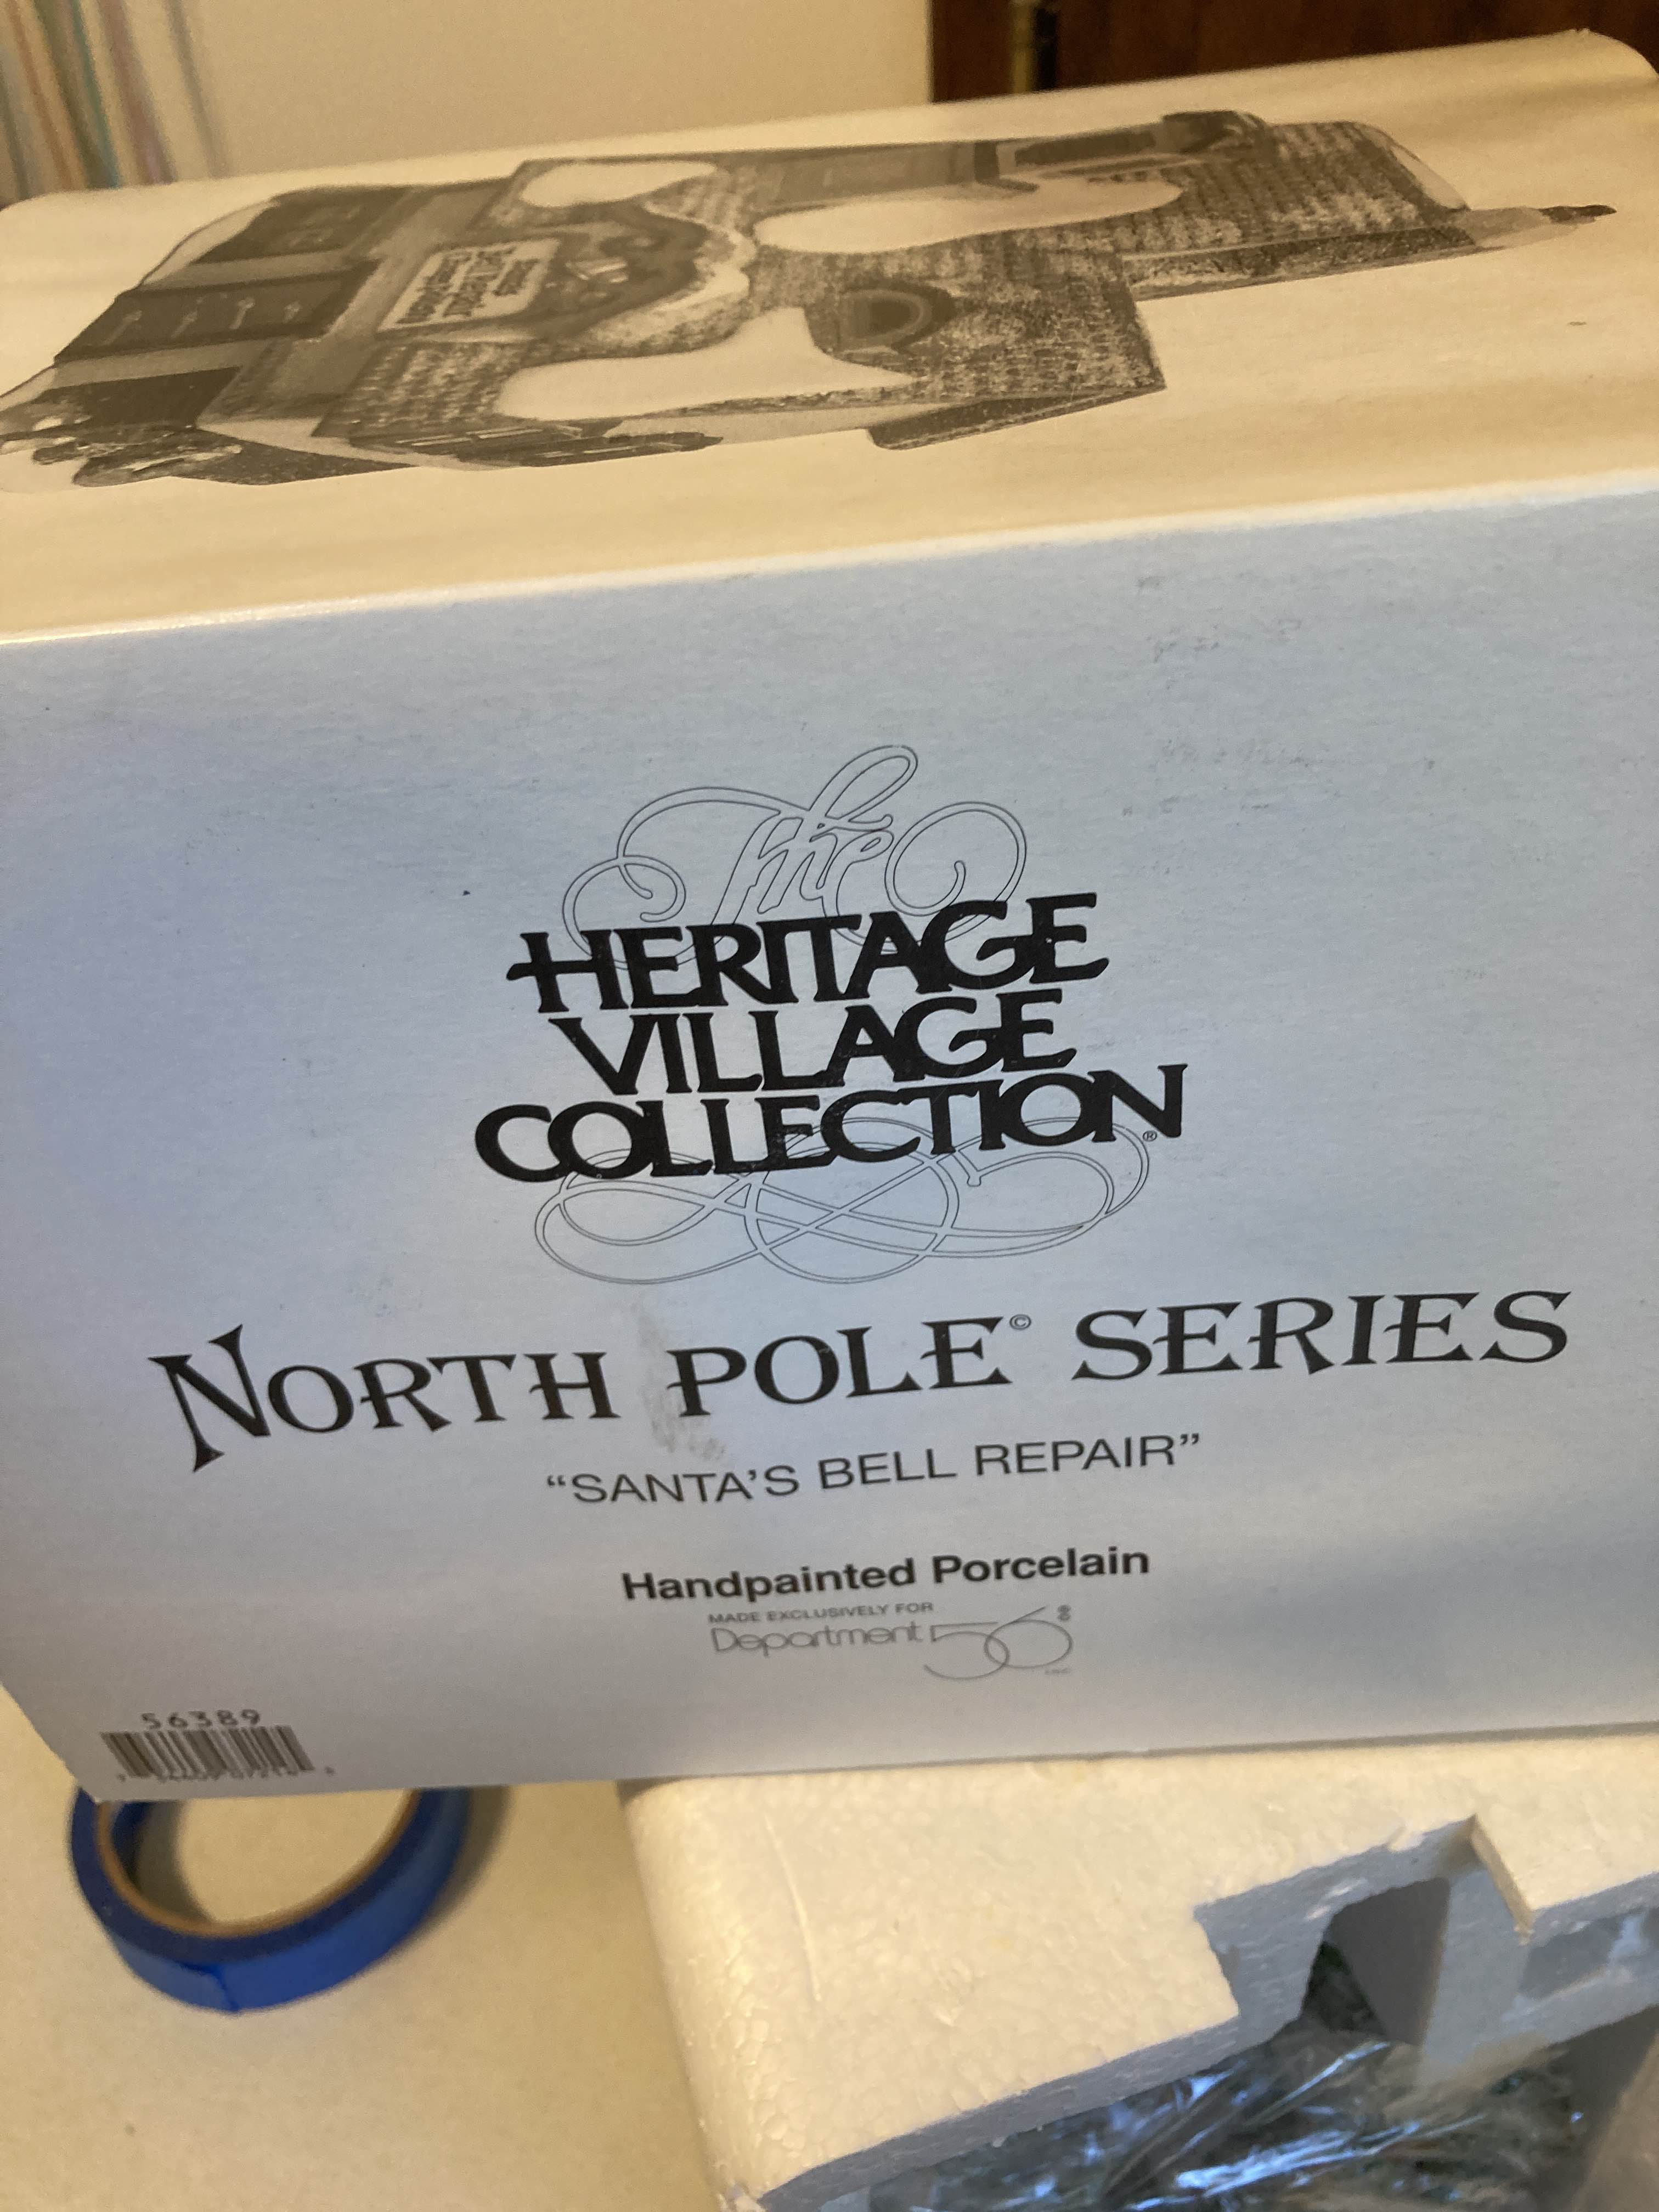 The
HERITAGE
VILLAGE
COLLECTION®
NORTH POLE© SERIES
“SANTA’S BELL REPAIR”
Handpainted Porcelain
MADE EXCLUSIVELY FOR
Department 56®
56389